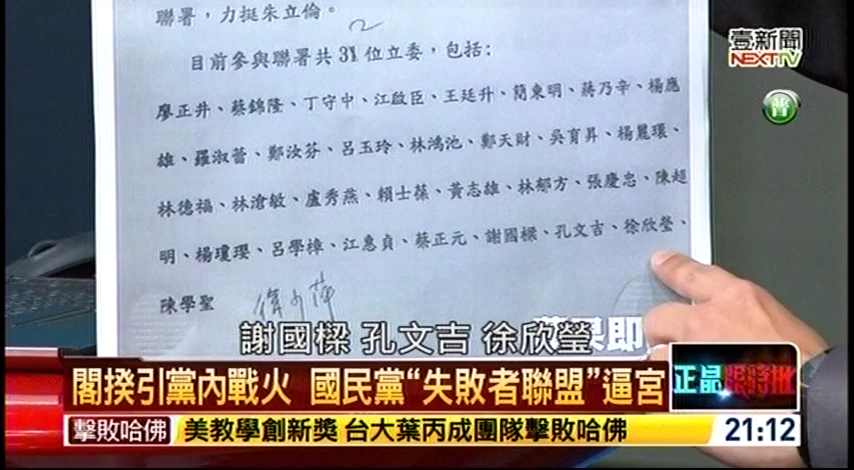 聯署，力挺朱立倫。
2
目前參與聯署共31位立委，包括：
廖正井、蔡錦隆、丁守中、江啟臣、王廷升、簡東明、蔣乃辛、楊應
雄、羅淑蕾、鄭汝芬、呂玉玲、林鴻池、鄭天財、吳育昇、楊麗環、
林德福、林滄敏、盧秀燕、賴士葆、黃志雄、林郁方、張慶忠、陳超
明、楊瓊瓔、呂學樟、江惠貞、蔡正元、謝國樑、孔文吉、徐欣瑩、
陳學聖
壹新聞
NEXTTV
普
謝國樑 孔文吉 徐欣瑩
閣揆引黨內戰火 國民黨“失敗者聯盟”逼宮
正晶限時批
擊敗哈佛 美教學創新獎 台大葉丙成團隊擊敗哈佛 21:12